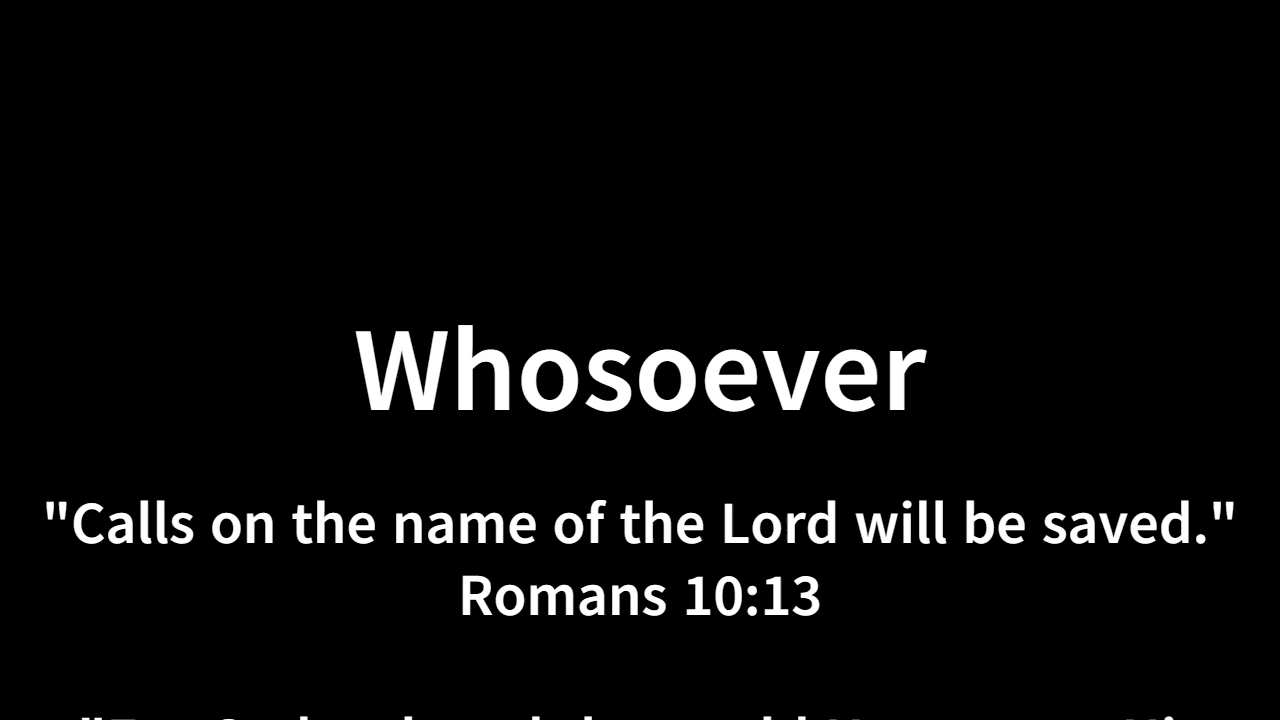 Whosoever
"Calls on the name of the Lord will be saved."
Romans 10:13